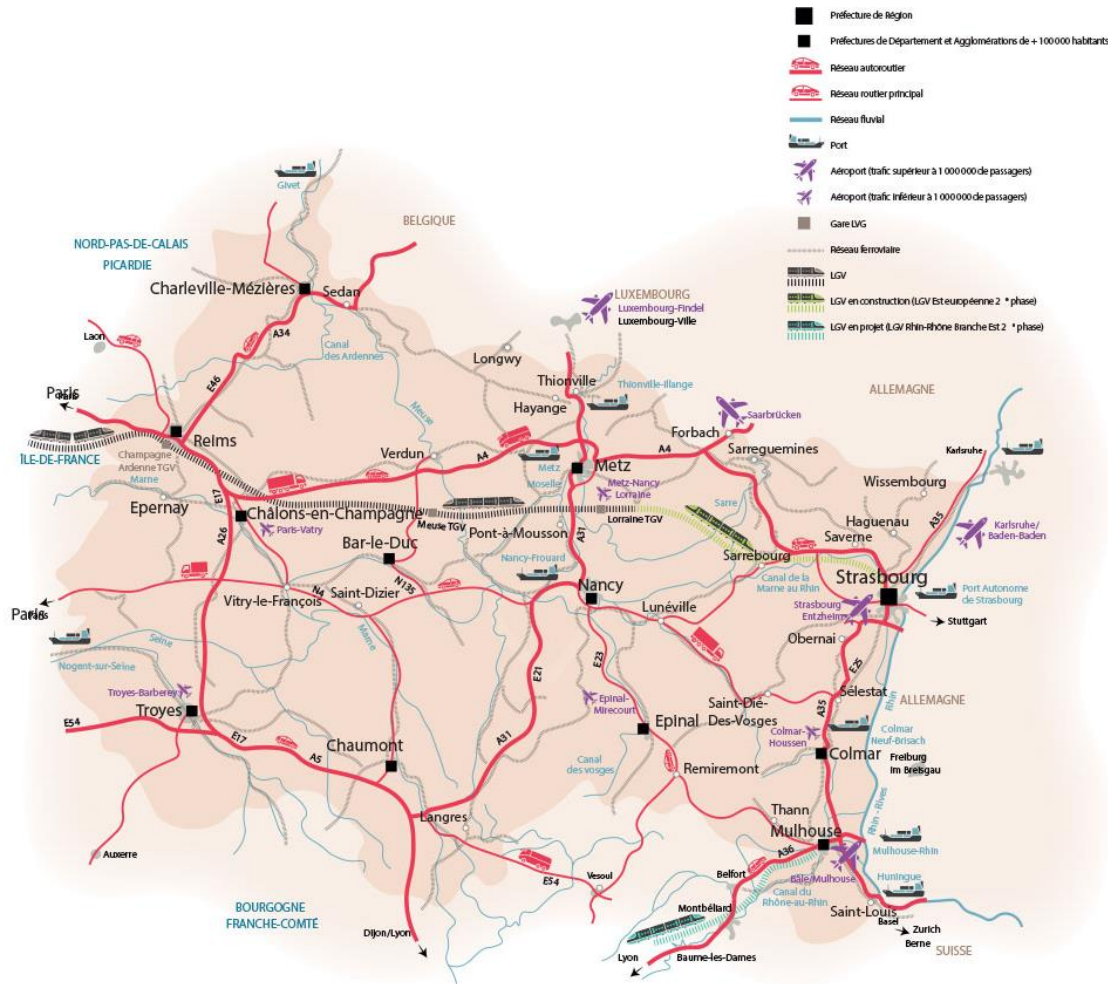 Préfecture de Région
Préfectures de Département et Agglomérations de + 100 000 habitants
Réseau autoroutier
Réseau routier principal
Réseau fluvial
Port
Aéroport (trafic supérieur à 1 000 000 de passagers)
Aéroport (trafic inférieur à 1 000 000 de passagers)
Gare LVG
Réseau ferroviaire
LGV
LGV en construction (LGV Est européenne 2 e phase)
LGV en projet (LGV Rhin-Rhône Branche Est 2 e phase)
Givet
BELGIQUE
NORD-PAS-DE-CALAIS
PICARDIE
Charleville-Mézières
Sedan
LUXEMBOURG
Luxembourg-Findel
Luxembourg-Ville
Laon
A34
Canal
des Ardennes
Longwy
Thionville
Thionville-Illange
Hayange
ALLEMAGNE
E46
Paris
Meuse
Saarbrücken
Forbach
Reims
ÎLE-DE-FRANCE
Champagne
Ardenne TGV
Marne
Verdun
A4
Metz
Metz
A4
Sarreguemines
Karlsruhe
Wissembourg
E17
Epernay
Châlons-en-Champagne
Paris-Vatry
Meuse TGV
Moselle
Metz-Nancy
Lorraine
Lorraine TGV
Sarre
Pont-à-Mousson
A31
Haguenau
Saverne
A35
Karlsruhe/
Baden-Baden
A26
Bar-le-Duc
Nancy-Frouard
Sarrebourg
Strasbourg
N135
N4
Saint-Dizier
Vitry-le-François
Nancy
Canal de la
Marne au Rhin
Port Autonome
de Strasbourg
Paris
Lunéville
Strasbourg
Entzheim
Stuttgart
Seine
Marne
Obernai
Nogent-sur-Seine
E23
E25
Troyes-Barberey
Troyes
E21
Epinal-
Mirecourt
Saint-Dié-
Des-Vosges
Sélestat
Rhin
ALLEMAGNE
E54
E17
A5
Chaumont
A31
Epinal
A35
Colmar-
Houssen
Colmar
Colmar
Neuf-Brisach
Freiburg
im Breisgau
Canal
des vosges
Remiremont
Langres
Thann
Rhin - Rives
Mulhouse
Mulhouse-Rhin
Auxerre
E54
Vesoul
A36
Belfort
Bâle/Mulhouse
Huningue
Canal du
Rhône-au-Rhin
BOURGOGNE
FRANCHE-COMTÉ
Montbéliard
Saint-Louis
Basel
Zurich
Berne
SUISSE
Dijon/Lyon
Lyon
Baume-les-Dames